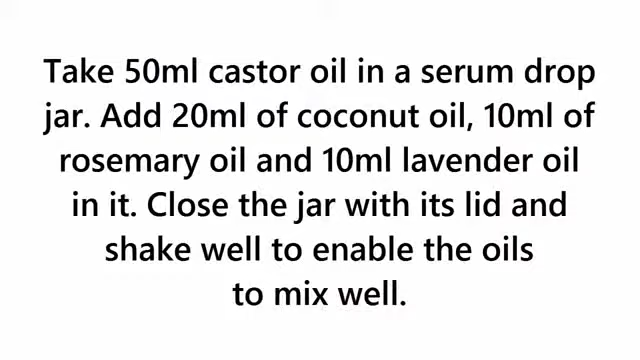 Take 50ml castor oil in a serum drop
jar. Add 20ml of coconut oil, 10ml of
rosemary oil and 10ml lavender oil
in it. Close the jar with its lid and
shake well to enable the oils
to mix well.